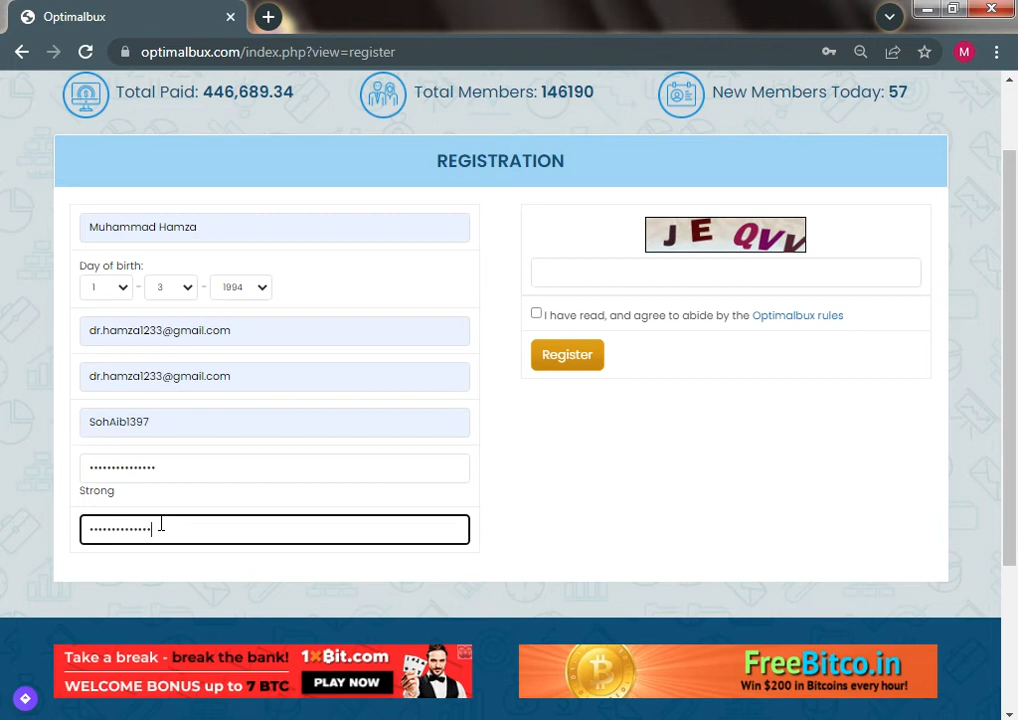 Optimalbux
optimalbux.com/index.php?view=register
M
Total Paid: 446,689.34
Total Members: 146190
New Members Today: 57
REGISTRATION
Muhammad Hamza
Day of birth:
1 - 3 - 1994
dr.hamza1233@gmail.com
dr.hamza1233@gmail.com
SohAib1397
•••••••••••••••
Strong
••••••••••••••
J E QVV
I have read, and agree to abide by the Optimalbux rules
Register
Take a break - break the bank!
WELCOME BONUS up to 7 BTC
1xBit.com
PLAY NOW
FreeBitco.in
Win $200 in Bitcoins every hour!